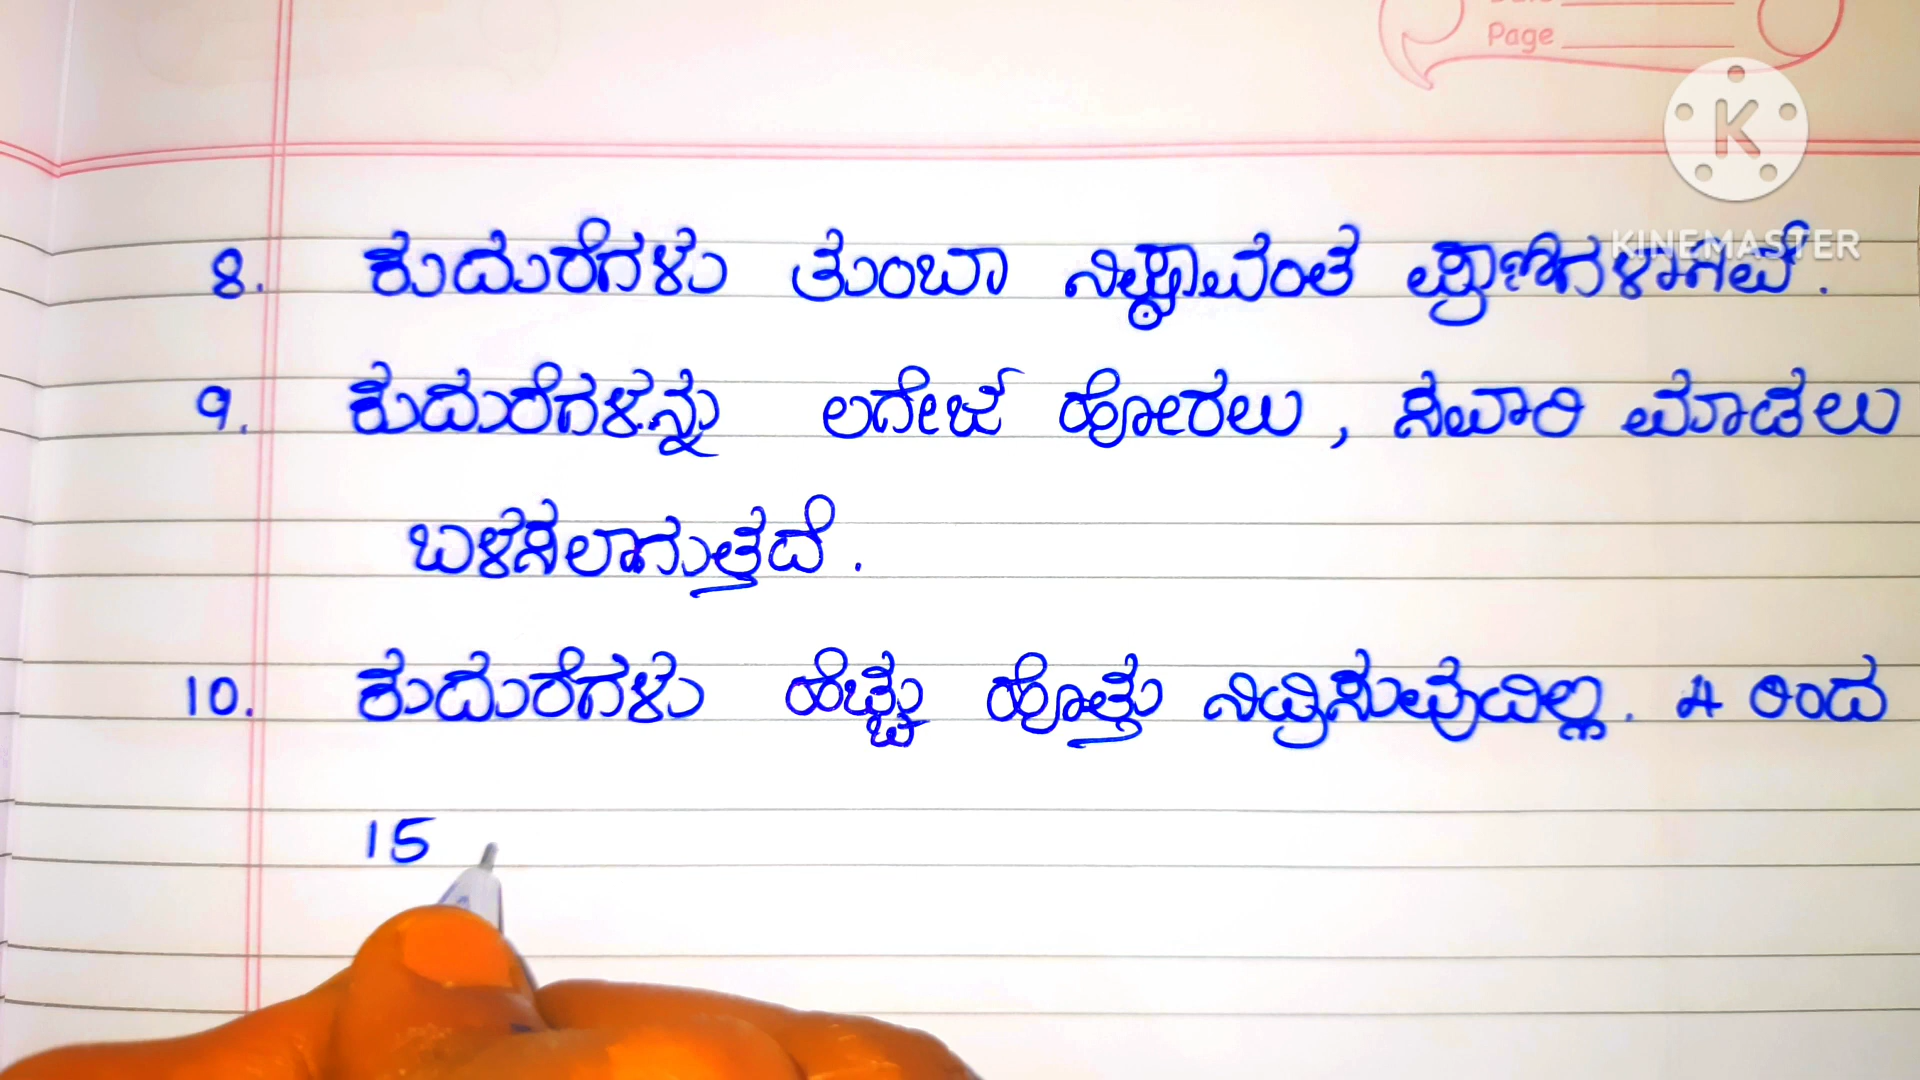 Page
KINEMASTER
8. ಕುದುರೆಗಳು ತುಂಬಾ ನಿಷ್ಠಾವಂತ ಪ್ರಾಣಿಗಳಾಗಿವೆ.
9. ಕುದುರೆಗಳನ್ನು ಲಗೇಜ್ ಹೋರಲು, ಸವಾರಿ ಮಾಡಲು
ಬಳಸಲಾಗುತ್ತದೆ.
10. ಕುದುರೆಗಳು ಹೆಚ್ಚು ಹೊತ್ತು ನಿದ್ರಿಸುವುದಿಲ್ಲ. 4 ರಿಂದ
15